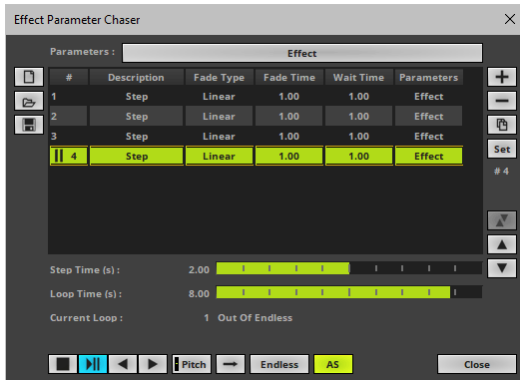 Effect Parameter Chaser
Parameters : Effect
# Description Fade Type Fade Time Wait Time Parameters
1 Step Linear 1.00 1.00 Effect
2 Step Linear 1.00 1.00 Effect
3 Step Linear 1.00 1.00 Effect
4 Step Linear 1.00 1.00 Effect
Set
# 4
Step Time (s) : 2.00
Loop Time (s) : 8.00
Current Loop : 1 Out Of Endless
Pitch Endless AS Close